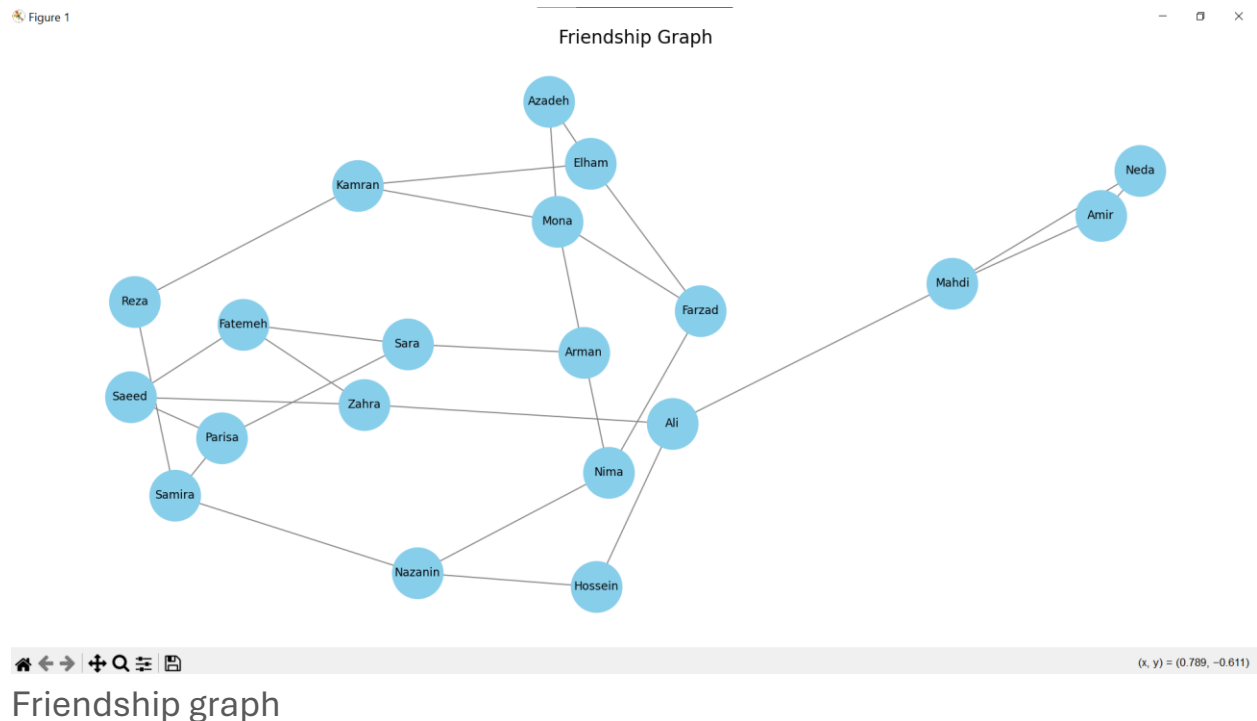 Figure 1
Friendship Graph
Azadeh
Elham
Neda
Kamran
Amir
Mona
Mahdi
Reza
Farzad
Fatemeh
Sara
Arman
Saeed
Zahra
Ali
Parisa
Nima
Samira
Nazanin
Hossein
(x, y) = (0.789, −0.611)
Friendship graph